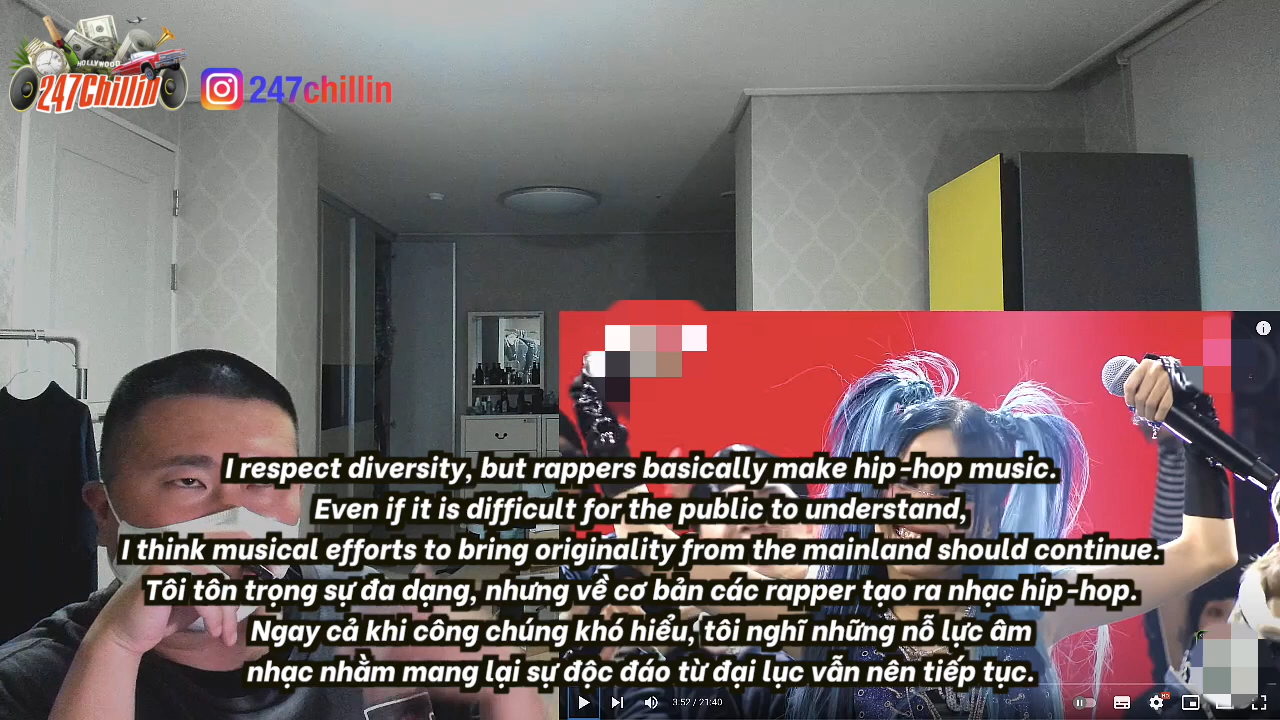 HOLLYWOOD
247Chillin
247chillin
I respect diversity, but rappers basically make hip-hop music.
Even if it is difficult for the public to understand,
I think musical efforts to bring originality from the mainland should continue.
Tôi tôn trọng sự đa dạng, nhưng về cơ bản các rapper tạo ra nhạc hip-hop.
Ngay cả khi công chúng khó hiểu, tôi nghĩ những nỗ lực âm
nhạc nhằm mang lại sự độc đáo từ đại lục vẫn nên tiếp tục.
3:52 / 21:40
HD